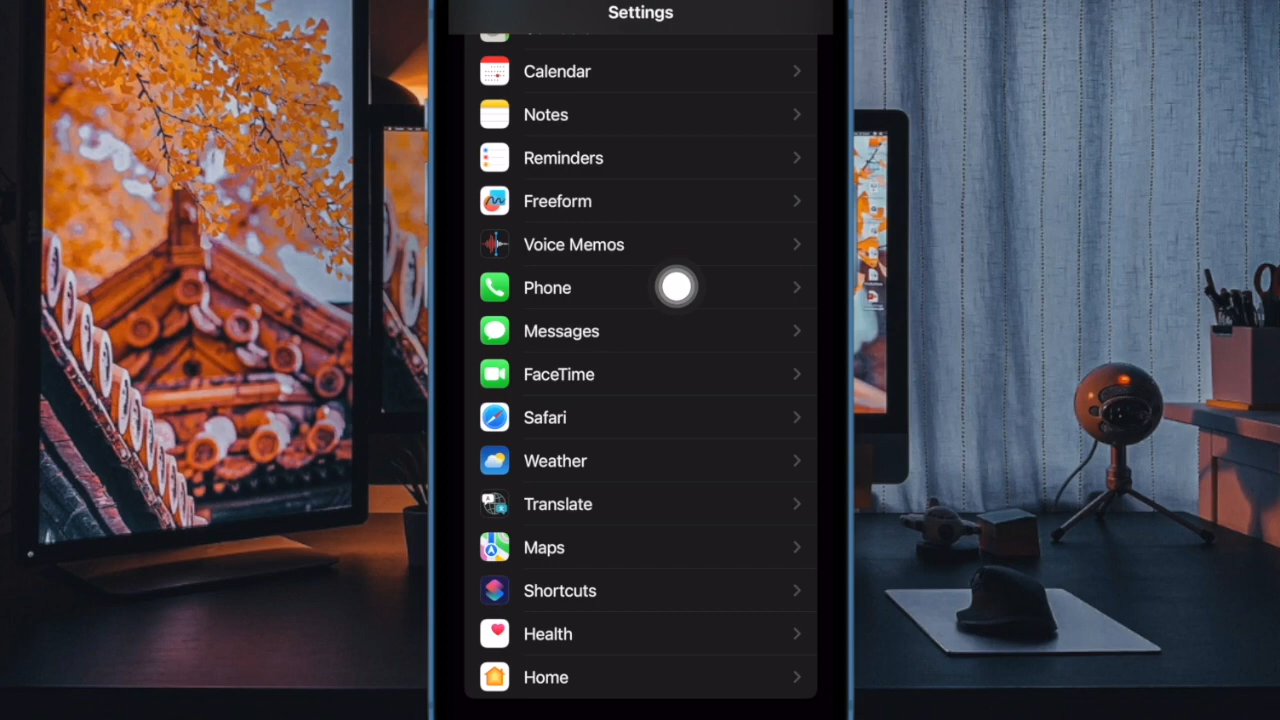 Settings
Calendar
Notes
Reminders
Freeform
Voice Memos
Phone
Messages
FaceTime
Safari
Weather
Translate
Maps
Shortcuts
Health
Home